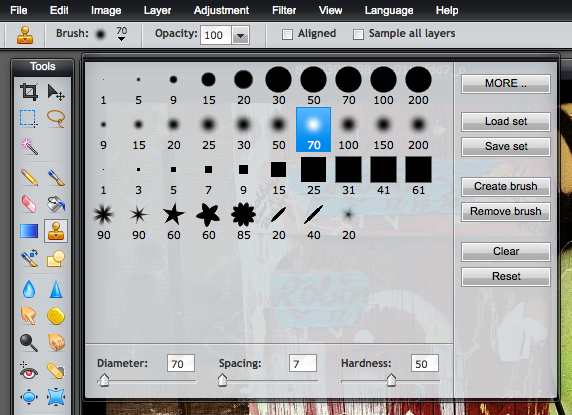 File Edit Image Layer Adjustment Filter View Language Help
Brush: 70 Opacity: 100 Aligned Sample all layers
Tools
1 5 9 15 20 30 50 70 100 200
9 15 20 25 30 50 70 100 150 200
1 3 5 7 9 15 25 31 41 61
90 90 60 60 85 20 40 20
MORE ..
Load set
Save set
Create brush
Remove brush
Clear
Reset
Robin
Diameter: 70 Spacing: 7 Hardness: 50